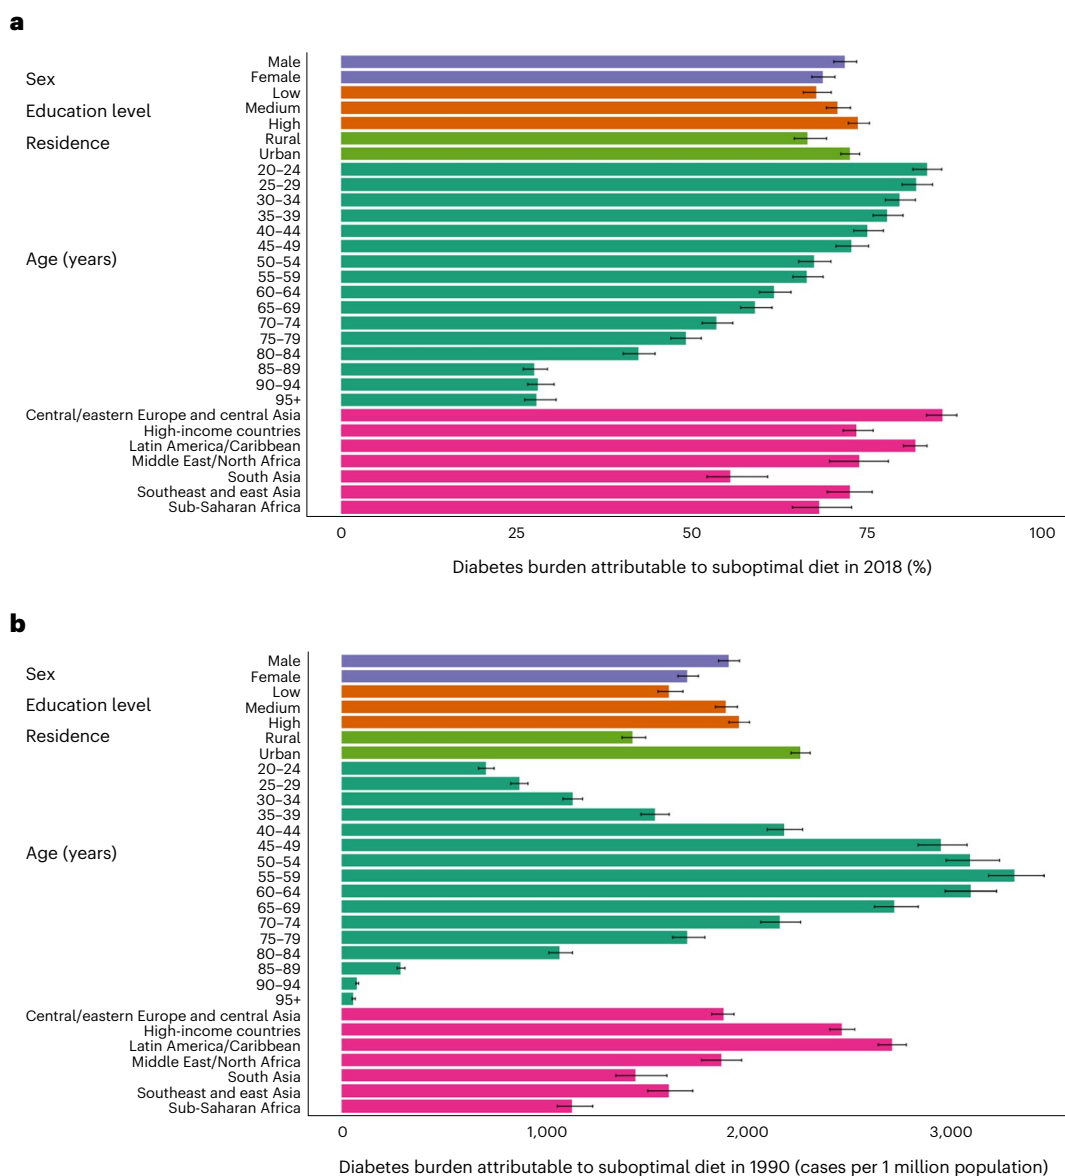 a
Sex
Education level
Residence
Age (years)
Male
Female
Low
Medium
High
Rural
Urban
20–24
25–29
30–34
35–39
40–44
45–49
50–54
55–59
60–64
65–69
70–74
75–79
80–84
85–89
90–94
95+
Central/eastern Europe and central Asia
High-income countries
Latin America/Caribbean
Middle East/North Africa
South Asia
Southeast and east Asia
Sub-Saharan Africa
0 25 50 75 100
Diabetes burden attributable to suboptimal diet in 2018 (%)
b
Sex
Education level
Residence
Age (years)
Male
Female
Low
Medium
High
Rural
Urban
20–24
25–29
30–34
35–39
40–44
45–49
50–54
55–59
60–64
65–69
70–74
75–79
80–84
85–89
90–94
95+
Central/eastern Europe and central Asia
High-income countries
Latin America/Caribbean
Middle East/North Africa
South Asia
Southeast and east Asia
Sub-Saharan Africa
0 1,000 2,000 3,000
Diabetes burden attributable to suboptimal diet in 1990 (cases per 1 million population)